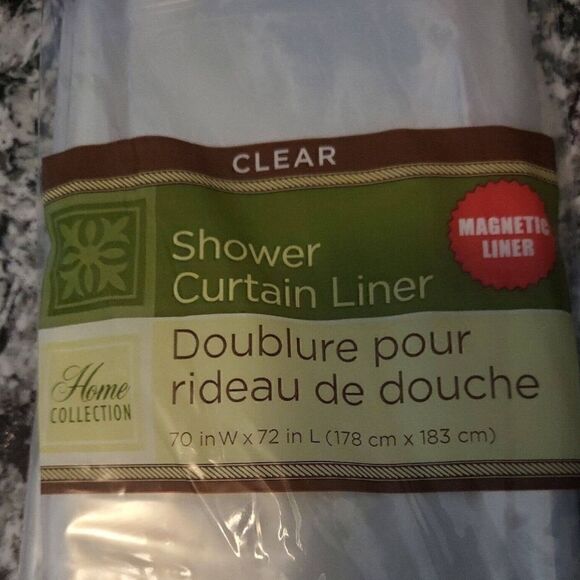 CLEAR
MAGNETIC
LINER
Shower
Curtain Liner
Doublure pour
rideau de douche
Home
COLLECTION
70 in W x 72 in L (178 cm x 183 cm)